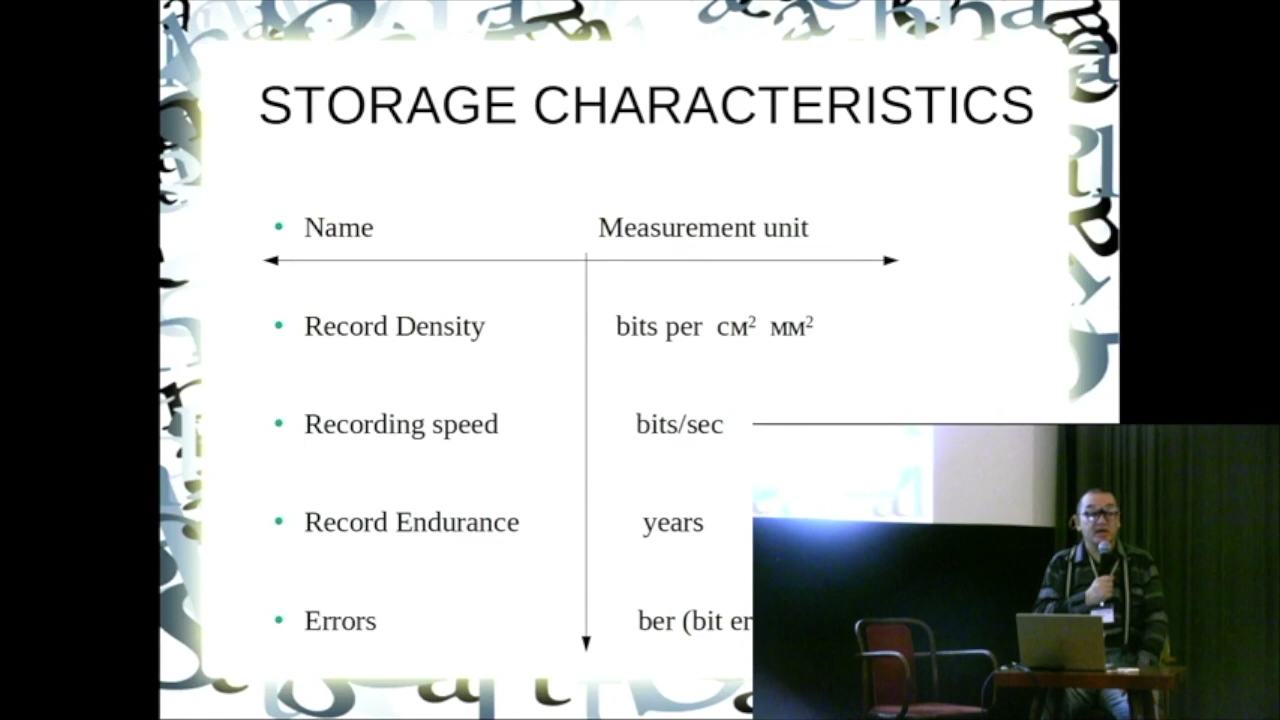 STORAGE CHARACTERISTICS
• Name Measurement unit
• Record Density bits per см² мм²
• Recording speed bits/sec
• Record Endurance years
• Errors ber (bit er